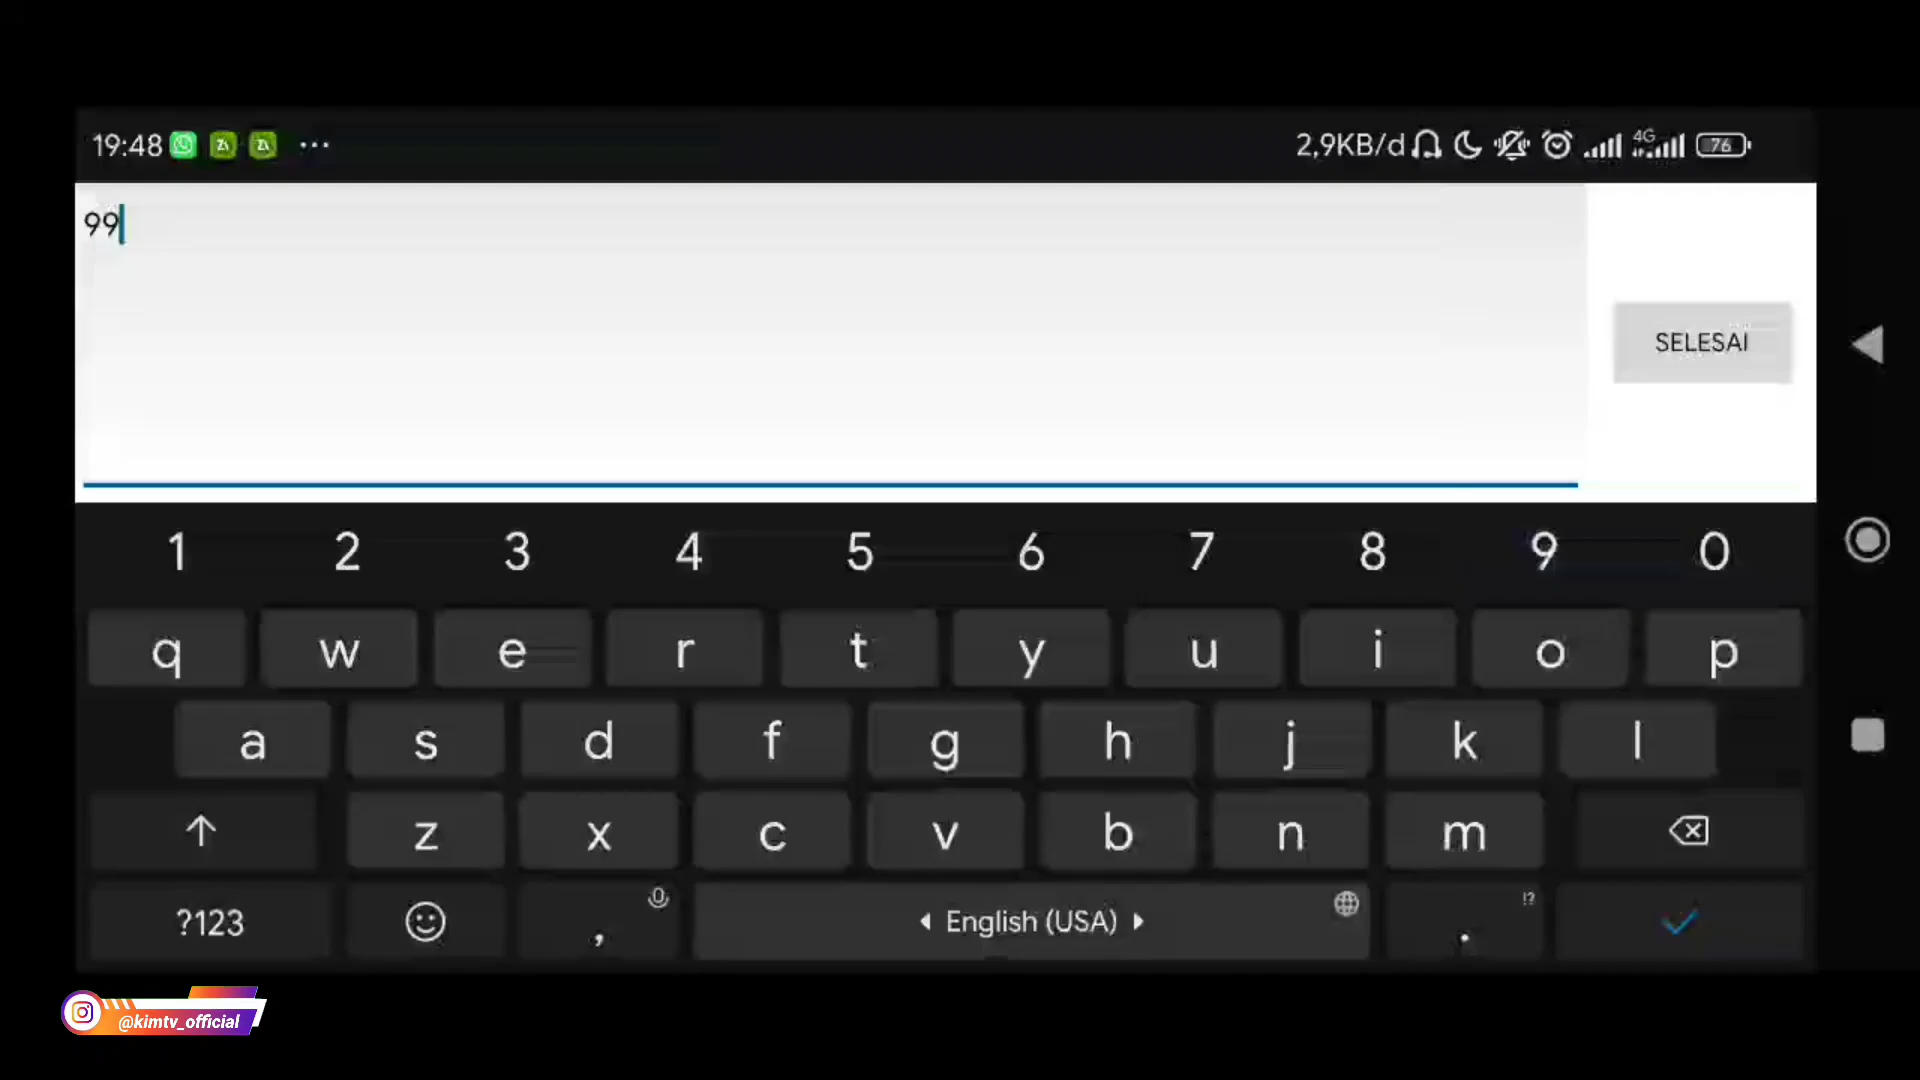 19:48 2,9KB/d 4G 76
99
SELESAI
1 2 3 4 5 6 7 8 9 0
q w e r t y u i o p
a s d f g h j k l
z x c v b n m
?123 , English (USA) . !?
@kimtv_official